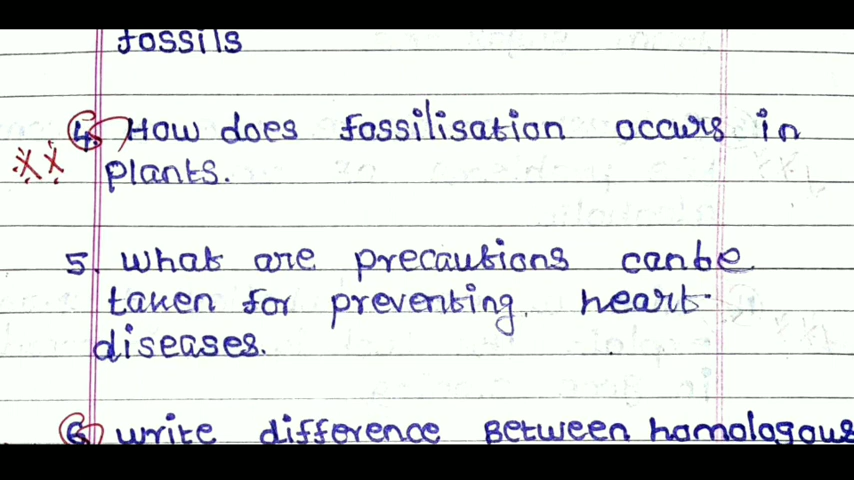 fossils
4. How does fossilisation occurs in
plants.
5. what are precautions canbe
taken for preventing heart
diseases.
6. write difference between homologous